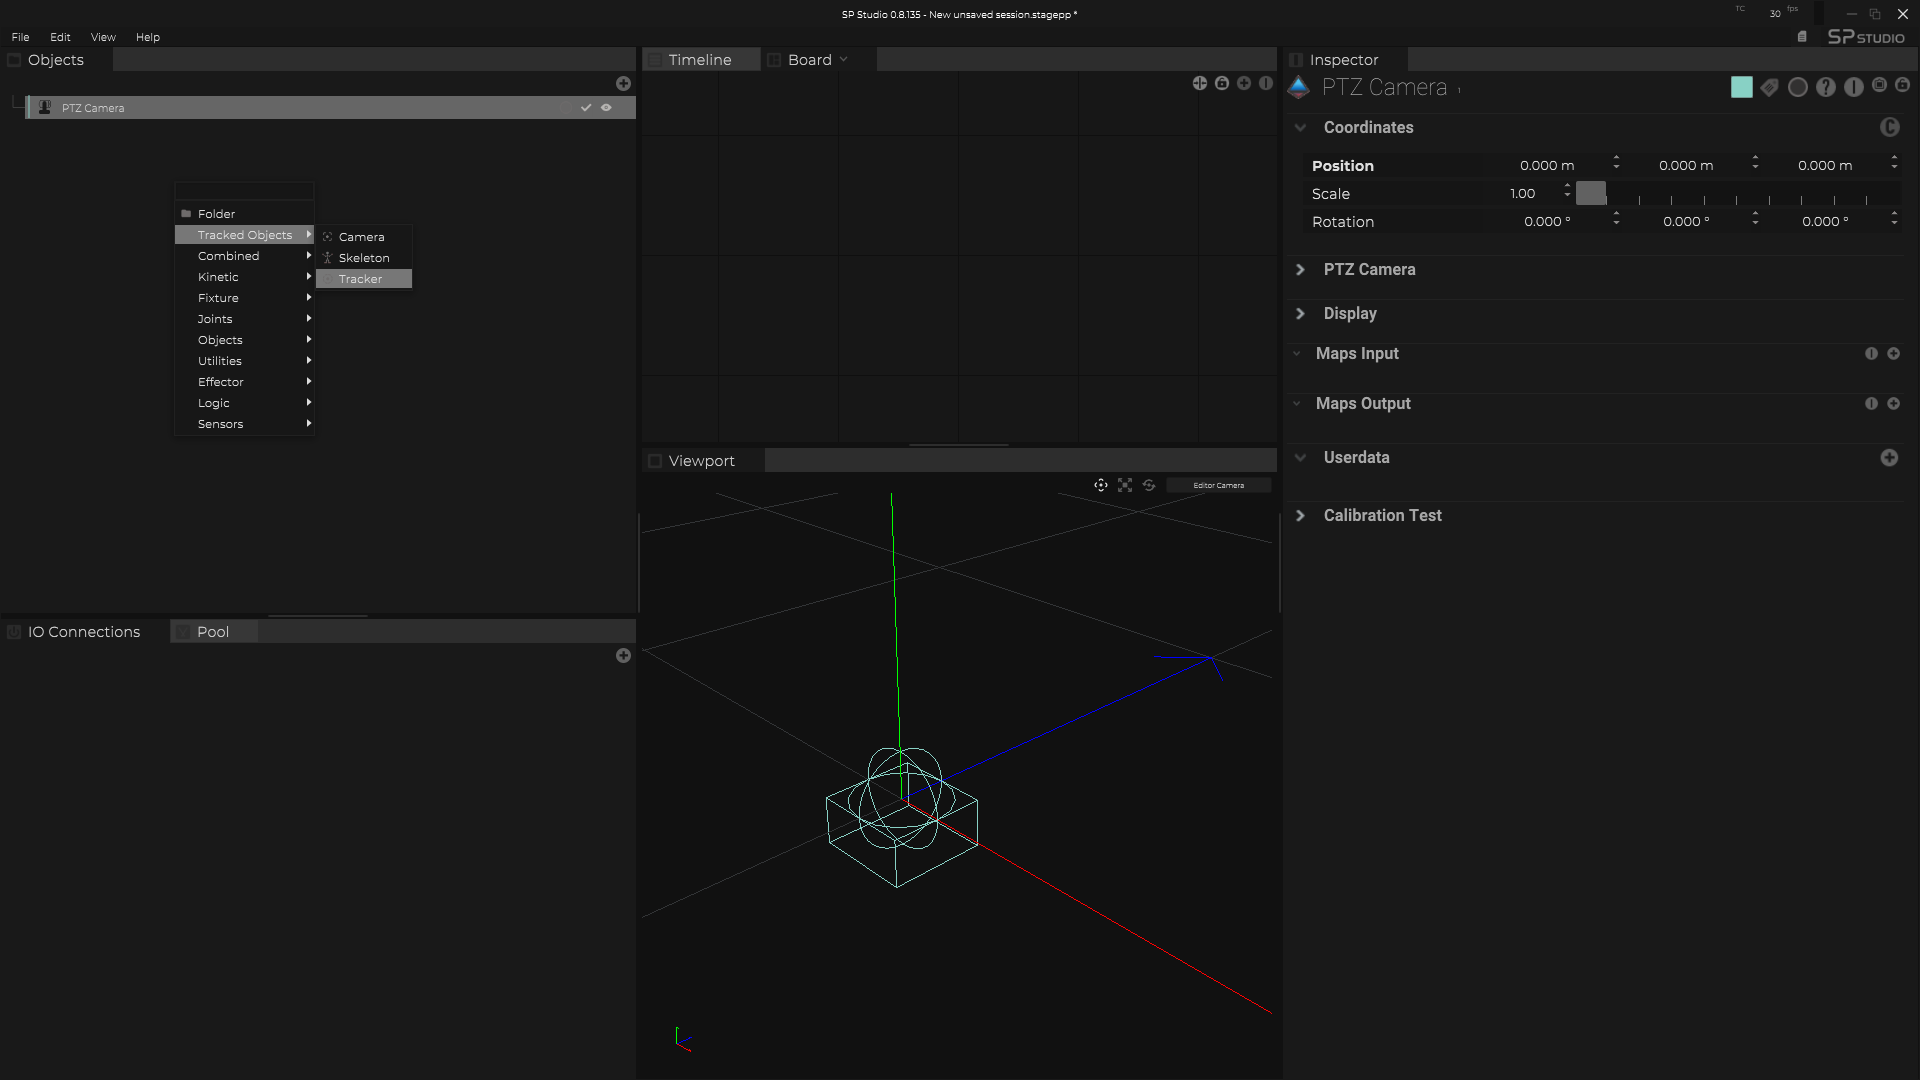 SP Studio 0.8.135 - New unsaved session.stagepp *
TC
30 fps
File Edit View Help
SP STUDIO
Objects
PTZ Camera
Folder
Tracked Objects
Combined
Kinetic
Fixture
Joints
Objects
Utilities
Effector
Logic
Sensors
Camera
Skeleton
Tracker
IO Connections
Pool
Timeline
Board
Viewport
Editor Camera
Inspector
PTZ Camera 1
Coordinates
C
Position 0.000 m 0.000 m 0.000 m
Scale 1.00
Rotation 0.000 ° 0.000 ° 0.000 °
PTZ Camera
Display
Maps Input
Maps Output
Userdata
Calibration Test